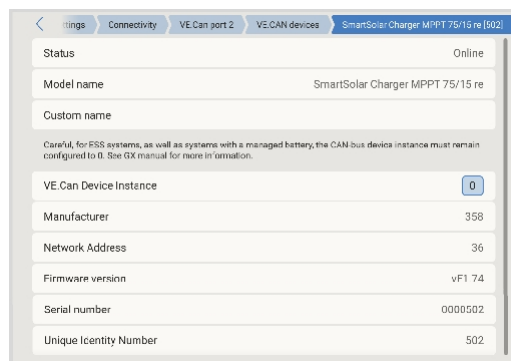 ttings Connectivity VE.Can port 2 VE.CAN devices SmartSolar Charger MPPT 75/15 re [502]
Status Online
Model name SmartSolar Charger MPPT 75/15 re
Custom name
Careful, for ESS systems, as well as systems with a managed battery, the CAN-bus device instance must remain
configured to 0. See GX manual for more information.
VE.Can Device Instance 0
Manufacturer 358
Network Address 36
Firmware version vF1 74
Serial number 0000502
Unique Identity Number 502